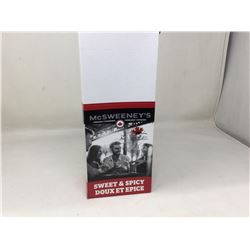 McSWEENEY'S
SWEET & SPICY
DOUX ET EPICE